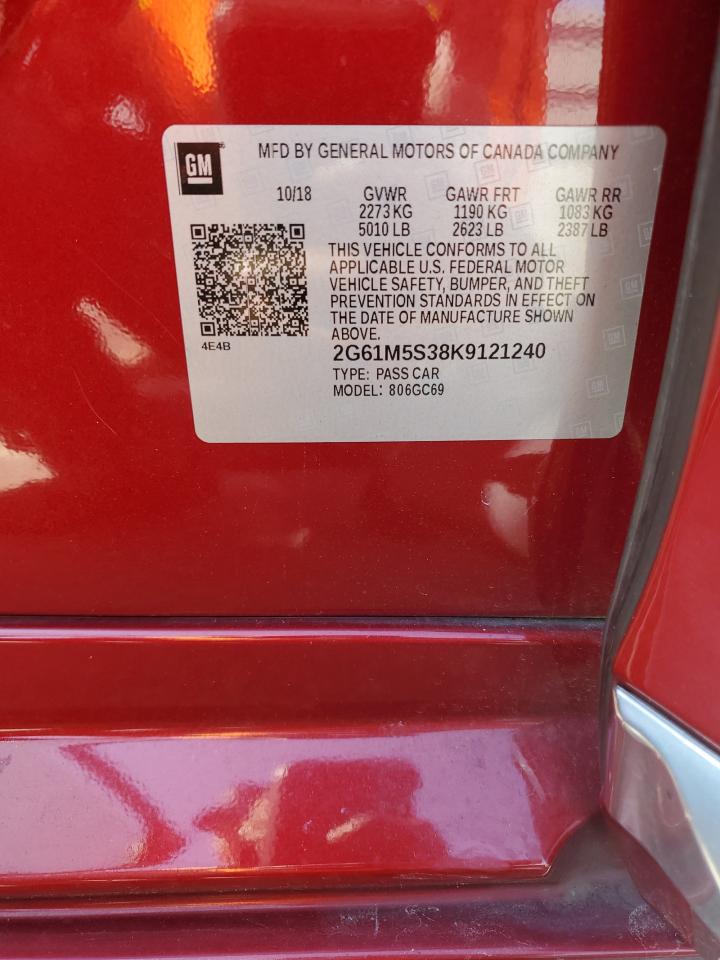 GM
MFD BY GENERAL MOTORS OF CANADA COMPANY
10/18 GVWR GAWR FRT GAWR RR
2273 KG 1190 KG 1083 KG
5010 LB 2623 LB 2387 LB
THIS VEHICLE CONFORMS TO ALL
APPLICABLE U.S. FEDERAL MOTOR
VEHICLE SAFETY, BUMPER, AND THEFT
PREVENTION STANDARDS IN EFFECT ON
THE DATE OF MANUFACTURE SHOWN
ABOVE.
4E4B
2G61M5S38K9121240
TYPE: PASS CAR
MODEL: 806GC69